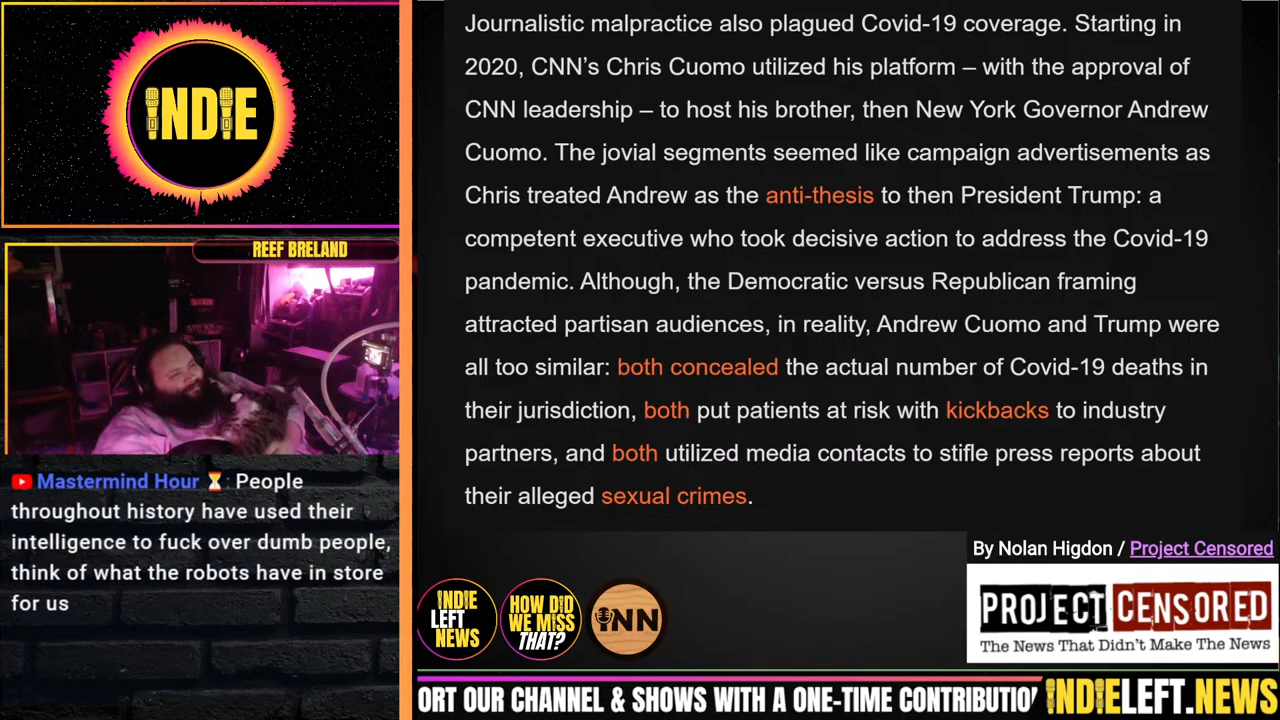 INDIE
REEF BRELAND
Mastermind Hour ⏳: People
throughout history have used their
intelligence to fuck over dumb people,
think of what the robots have in store
for us
Journalistic malpractice also plagued Covid-19 coverage. Starting in
2020, CNN’s Chris Cuomo utilized his platform – with the approval of
CNN leadership – to host his brother, then New York Governor Andrew
Cuomo. The jovial segments seemed like campaign advertisements as
Chris treated Andrew as the anti-thesis to then President Trump: a
competent executive who took decisive action to address the Covid-19
pandemic. Although, the Democratic versus Republican framing
attracted partisan audiences, in reality, Andrew Cuomo and Trump were
all too similar: both concealed the actual number of Covid-19 deaths in
their jurisdiction, both put patients at risk with kickbacks to industry
partners, and both utilized media contacts to stifle press reports about
their alleged sexual crimes.
By Nolan Higdon / Project Censored
PROJECT CENSORED
The News That Didn't Make The News
INDIE
LEFT
NEWS
HOW DID
WE MISS
THAT?
INN
ORT OUR CHANNEL & SHOWS WITH A ONE-TIME CONTRIBUTIO
INDIELEFT.NEWS